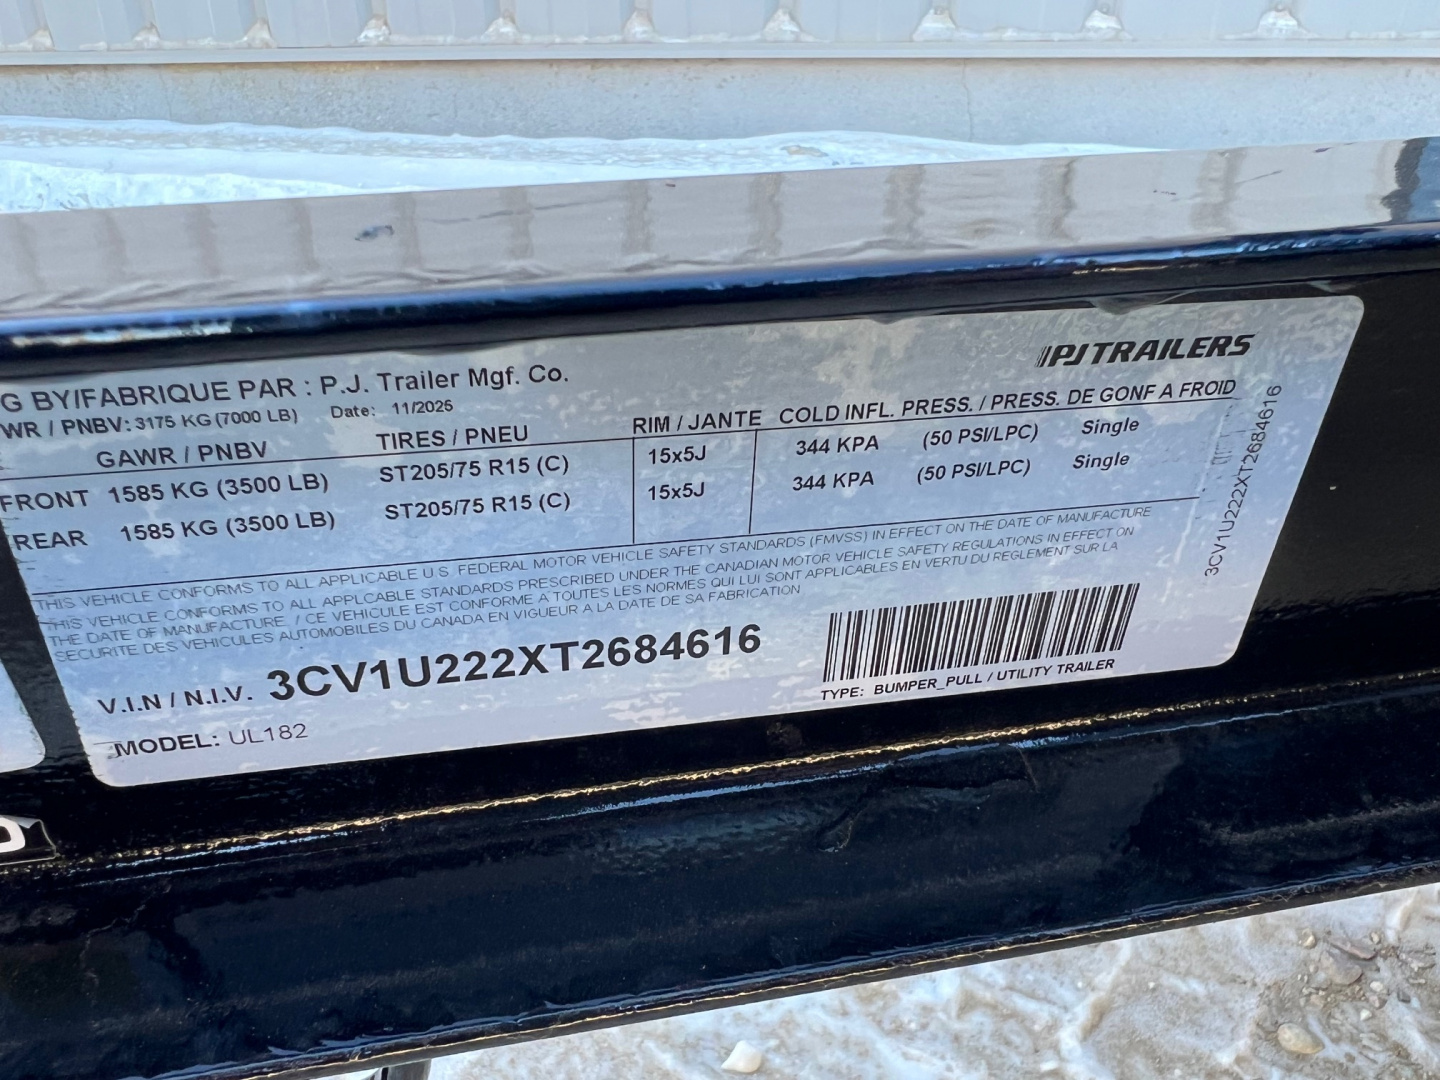 PJTRAILERS
G BY/FABRIQUE PAR : P.J. Trailer Mgf. Co.
WR / PNBV: 3175 KG (7000 LB) Date: 11/2025
GAWR / PNBV TIRES / PNEU RIM / JANTE COLD INFL. PRESS. / PRESS. DE GONF A FROID
FRONT 1585 KG (3500 LB) ST205/75 R15 (C) 15x5J 344 KPA (50 PSI/LPC) Single
REAR 1585 KG (3500 LB) ST205/75 R15 (C) 15x5J 344 KPA (50 PSI/LPC) Single
THIS VEHICLE CONFORMS TO ALL APPLICABLE U.S. FEDERAL MOTOR VEHICLE SAFETY STANDARDS (FMVSS) IN EFFECT ON THE DATE OF MANUFACTURE
THIS VEHICLE CONFORMS TO ALL APPLCABLE STANDARDS PRESCRIBED UNDER THE CANADIAN MOTOR VEHICLE SAFETY REGULATIONS IN EFFECT ON
THE DATE OF MANUFACTURE. / CE VEHICULE EST CONFORME A TOUTES LES NORMES QUI LUI SONT APPLICABLES EN VERTU DU REGLEMENT SUR LA
SECURITE DES VEHICULES AUTOMOBILES DU CANADA EN VIGUEUR A LA DATE DE SA FABRICATION
V.I.N / N.I.V. 3CV1U222XT2684616
TYPE: BUMPER_PULL / UTILITY TRAILER
MODEL: UL182
3CV1U222XT2684616